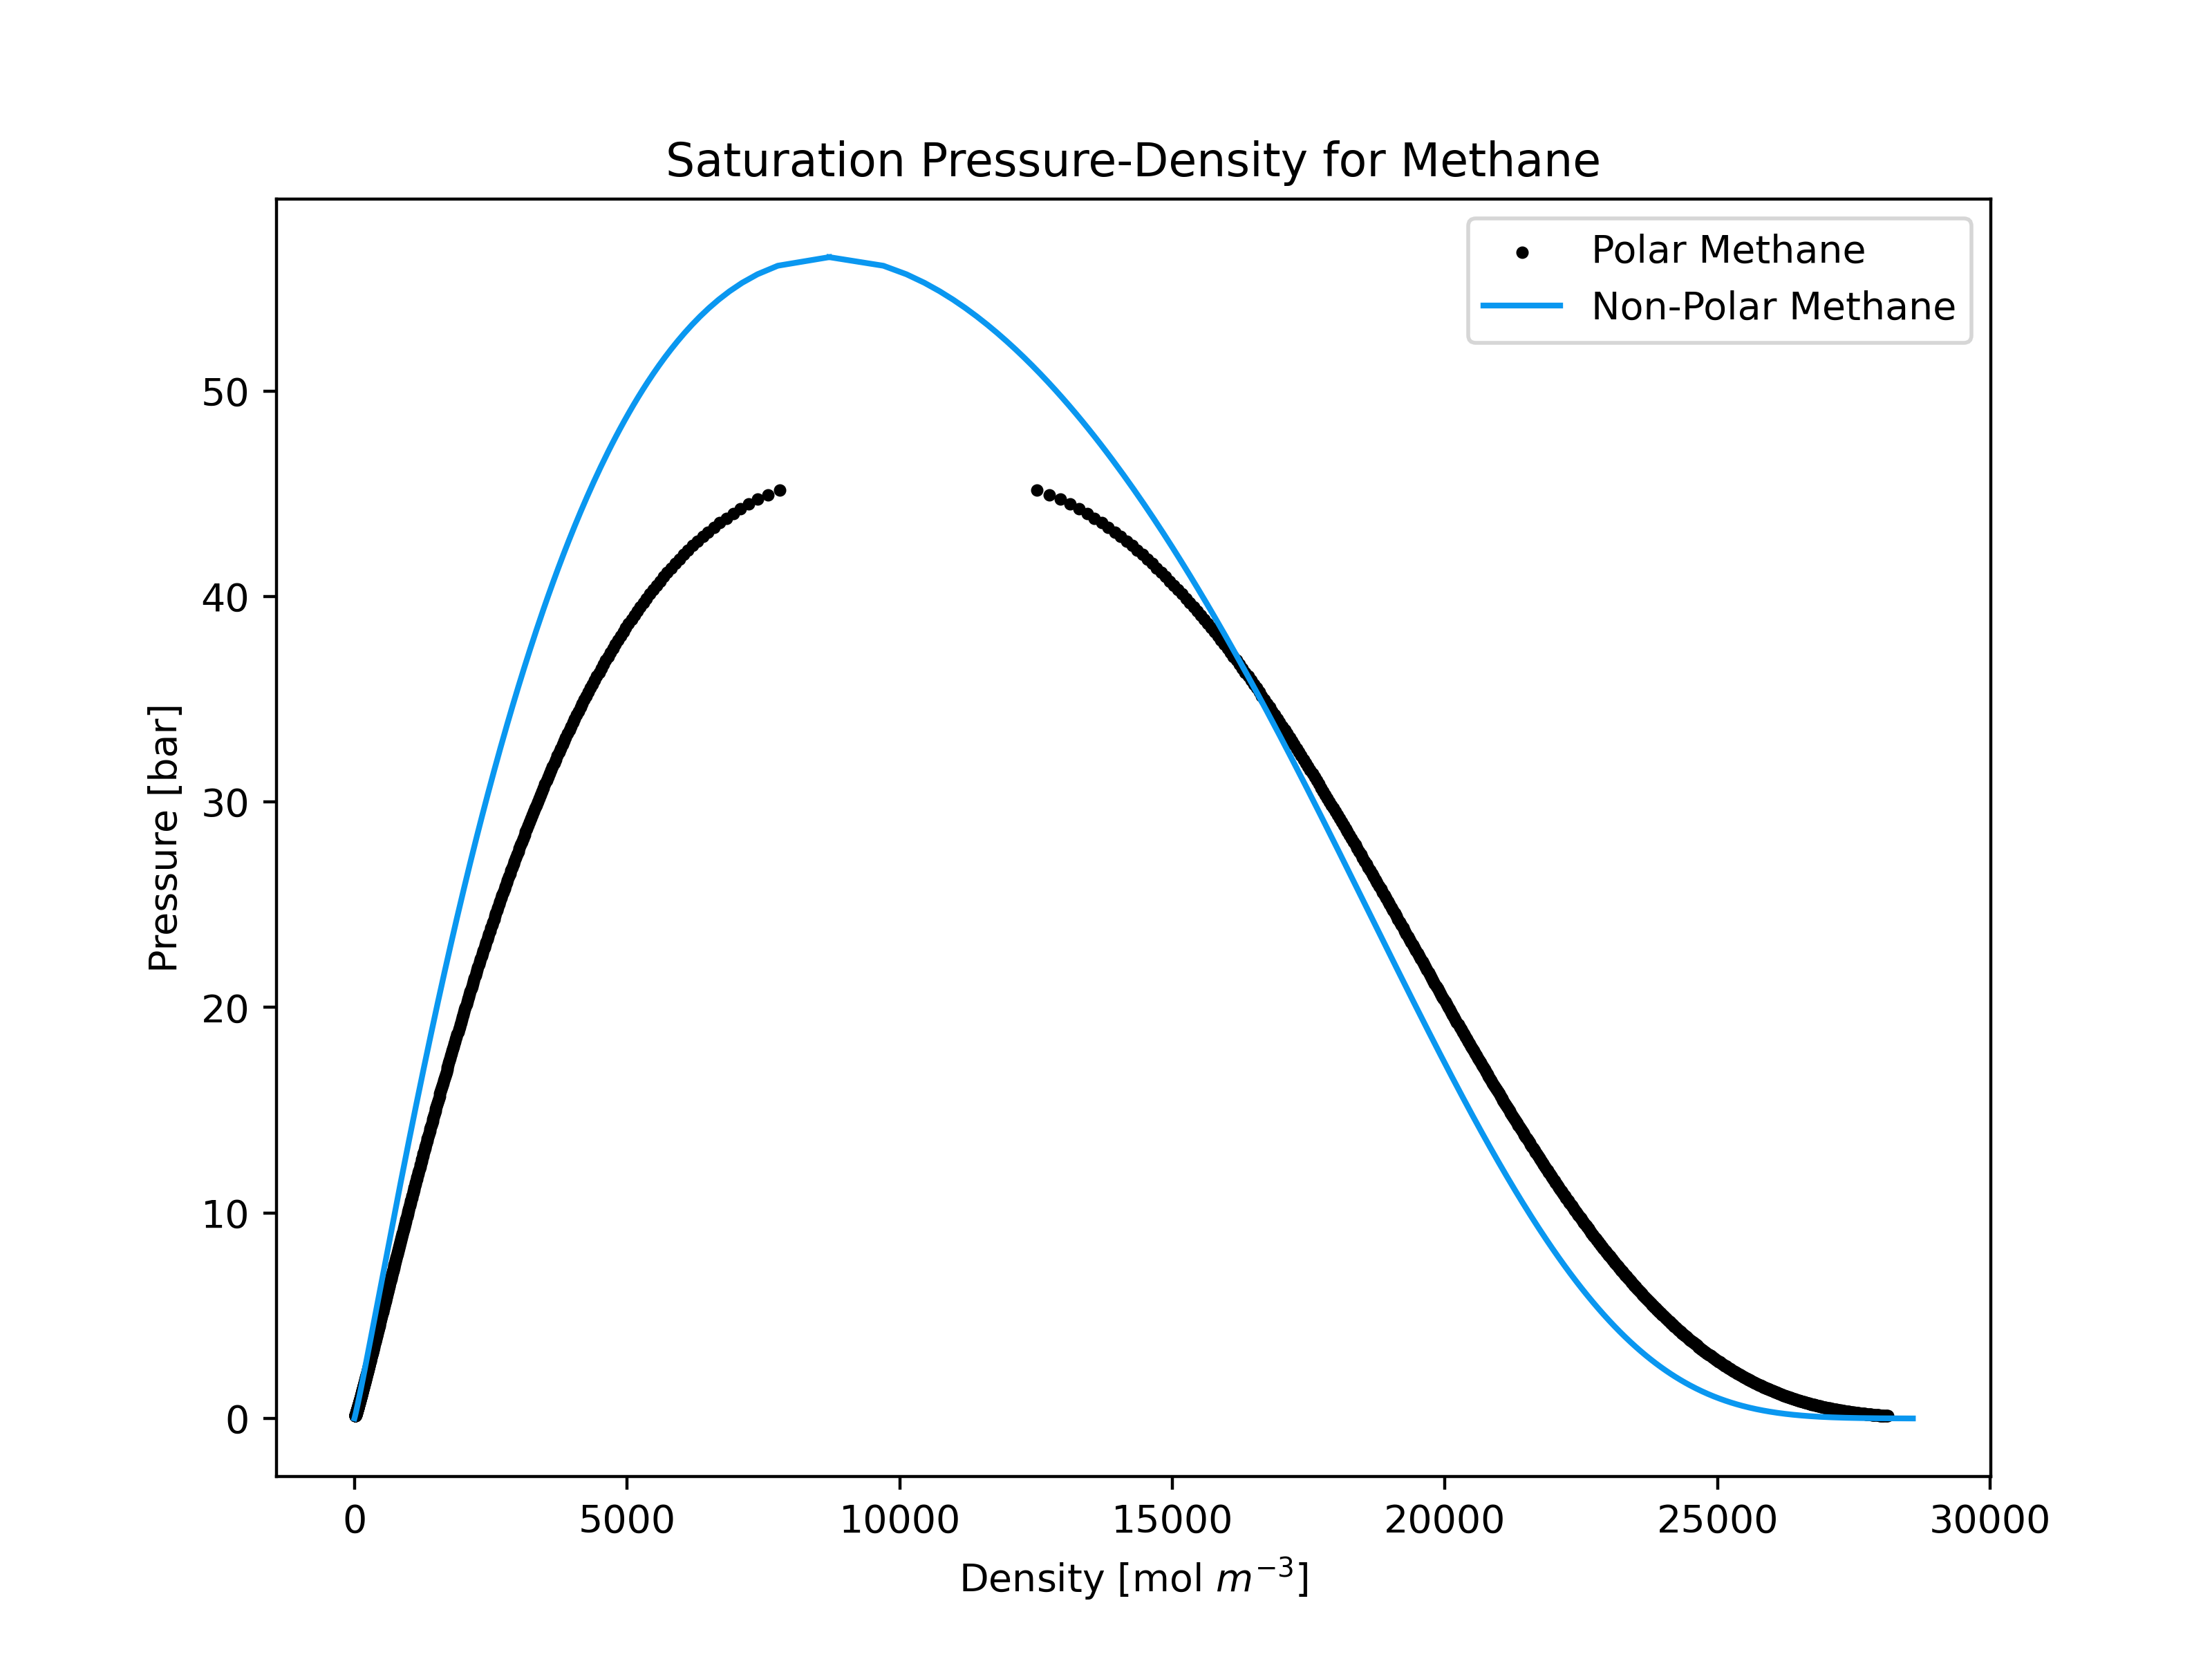 Saturation Pressure-Density for Methane
Polar Methane
Non-Polar Methane
Pressure [bar]
50
40
30
20
10
0
0 5000 10000 15000 20000 25000 30000
Density [mol m⁻³]